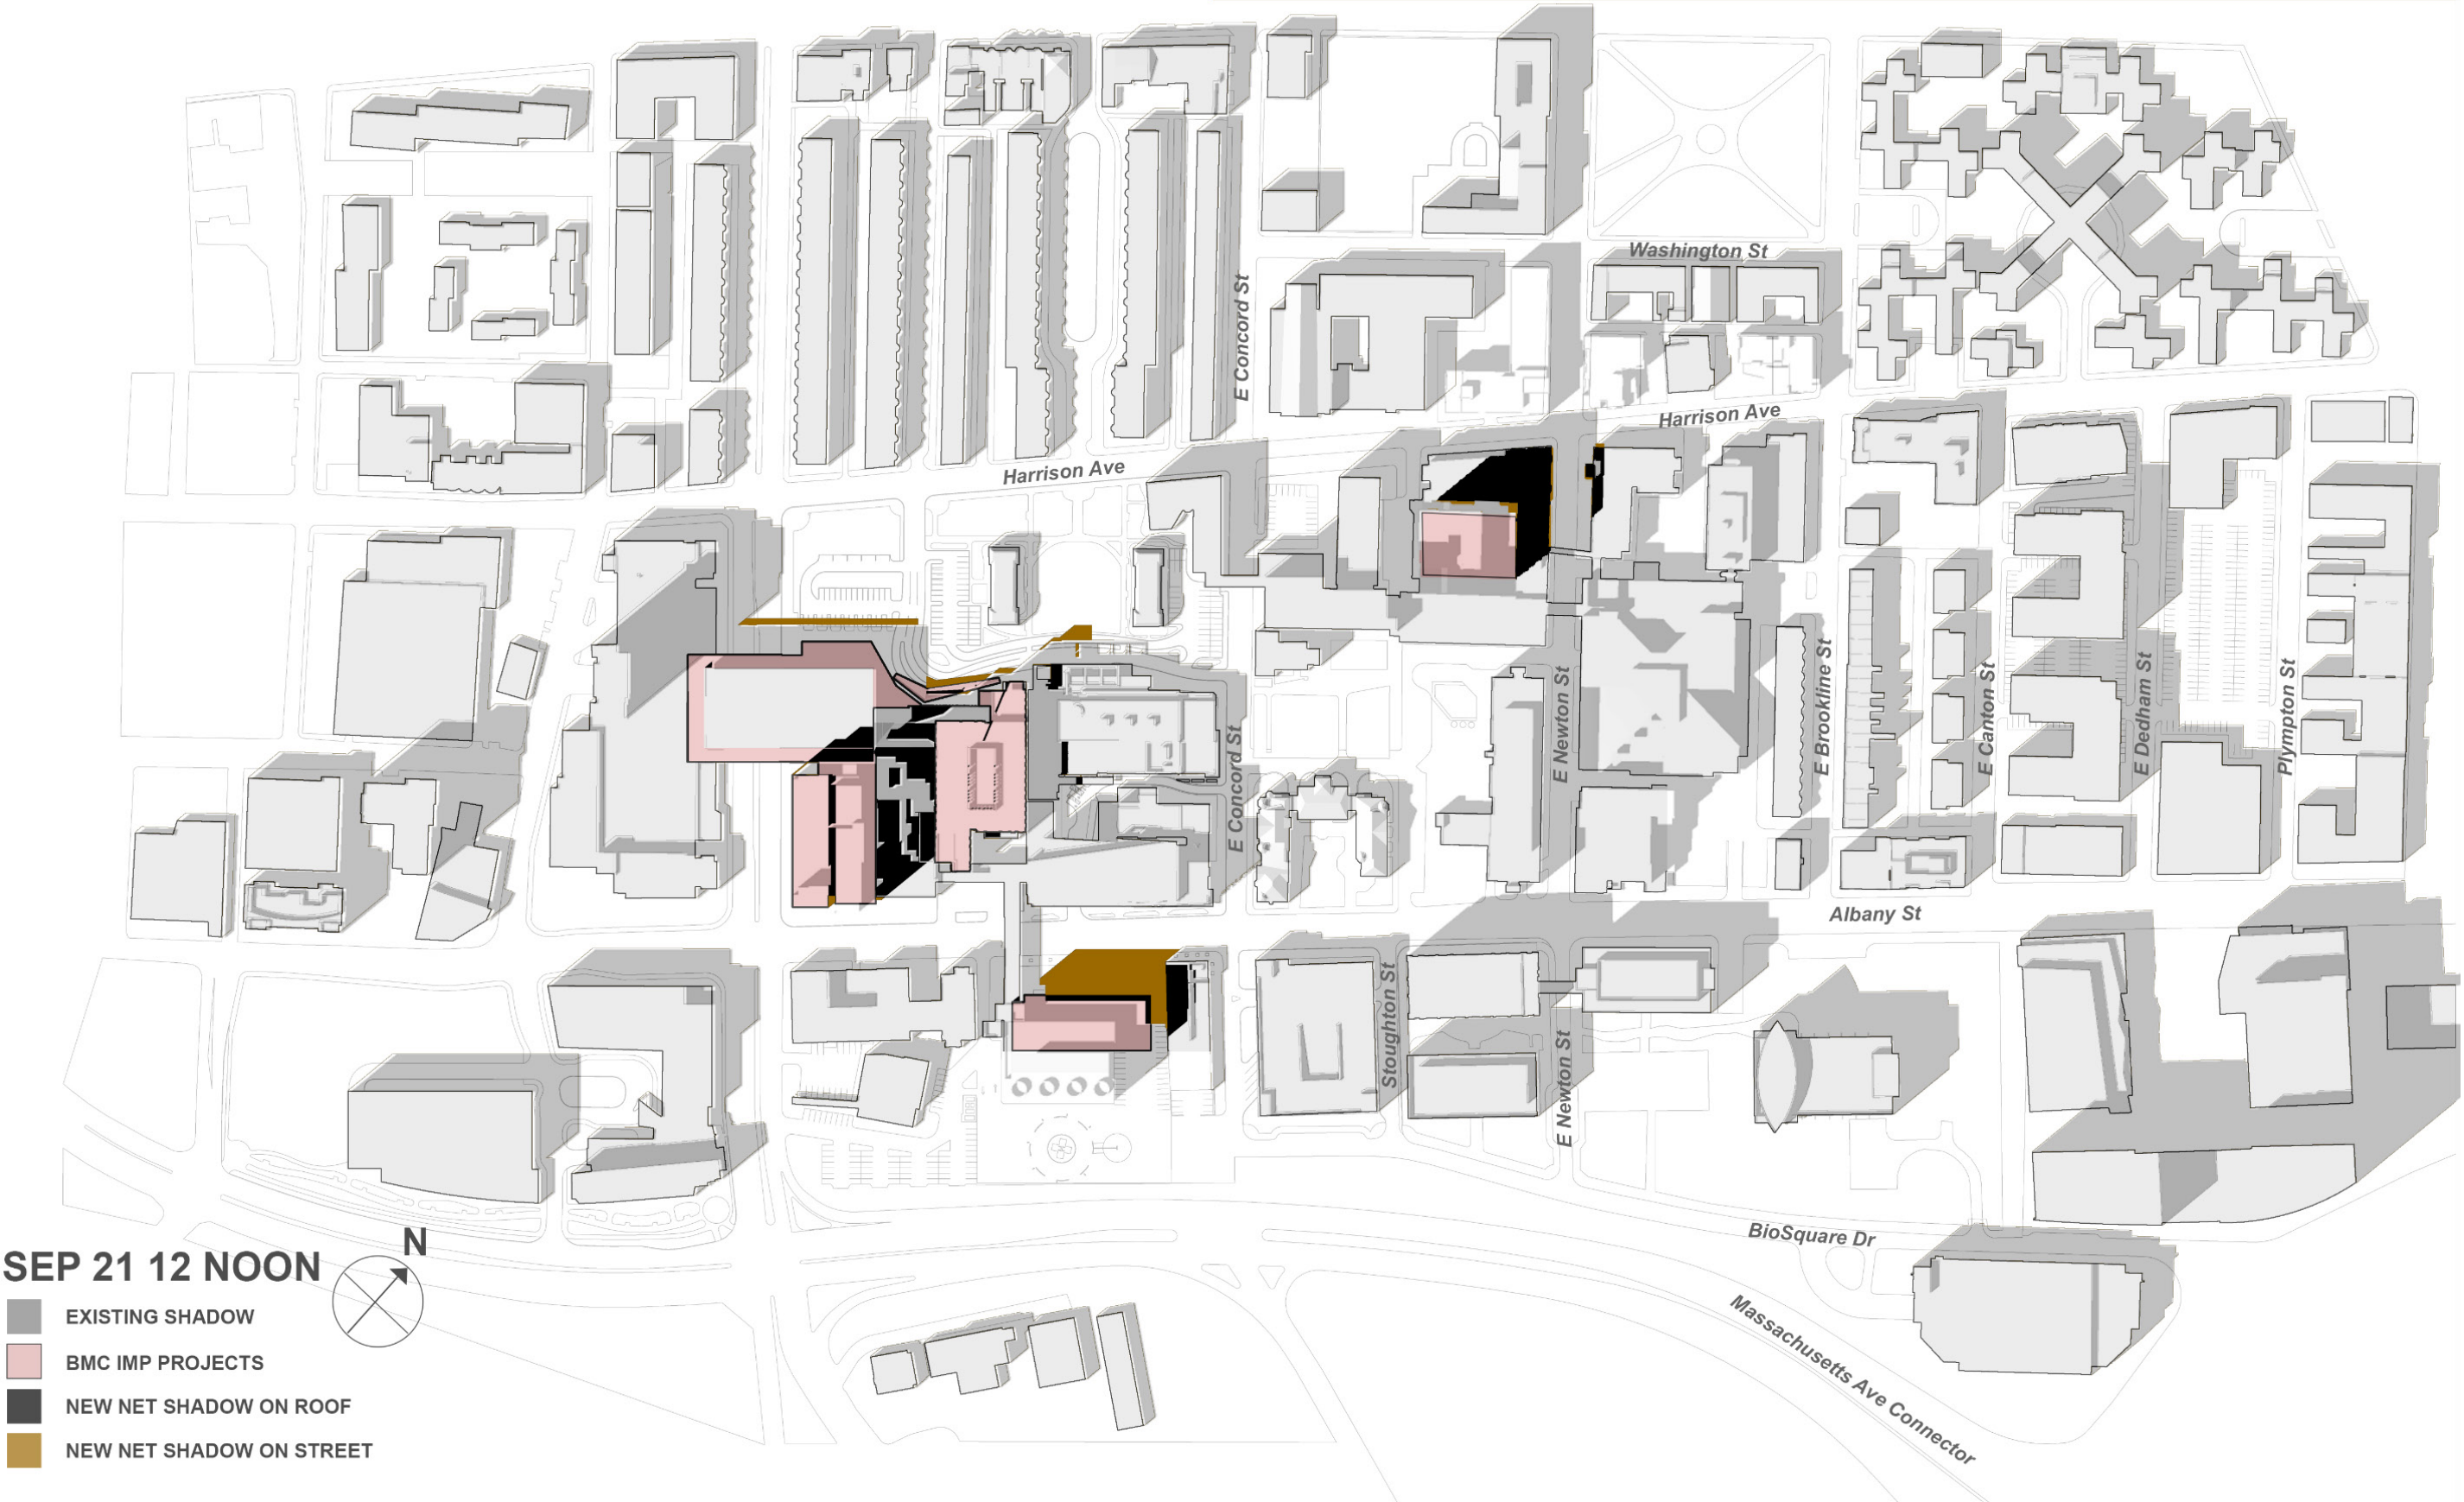 Washington St
E Concord St
Harrison Ave
Harrison Ave
E Newton St
E Brookline St
E Canton St
E Dedham St
Plympton St
E Concord St
Albany St
Stoughton St
E Newton St
BioSquare Dr
Massachusetts Ave Connector
N
SEP 21 12 NOON
EXISTING SHADOW
BMC IMP PROJECTS
NEW NET SHADOW ON ROOF
NEW NET SHADOW ON STREET